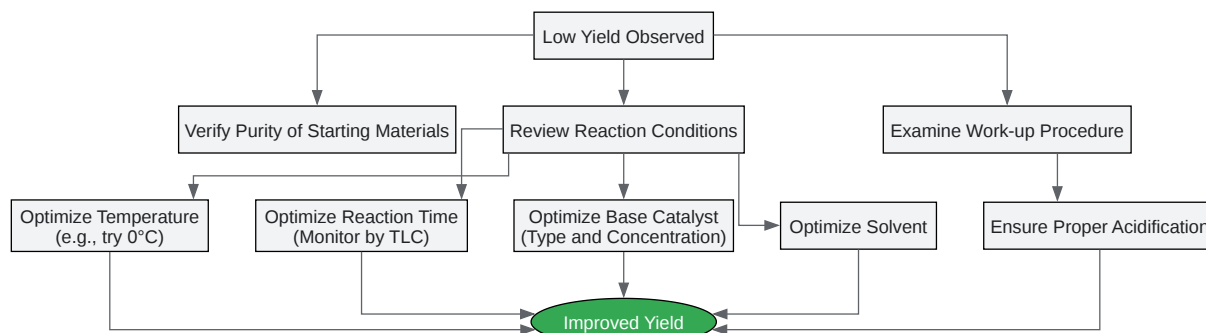 Low Yield Observed
Verify Purity of Starting Materials
Review Reaction Conditions
Examine Work-up Procedure
Optimize Temperature
(e.g., try 0°C)
Optimize Reaction Time
(Monitor by TLC)
Optimize Base Catalyst
(Type and Concentration)
Optimize Solvent
Ensure Proper Acidification
Improved Yield